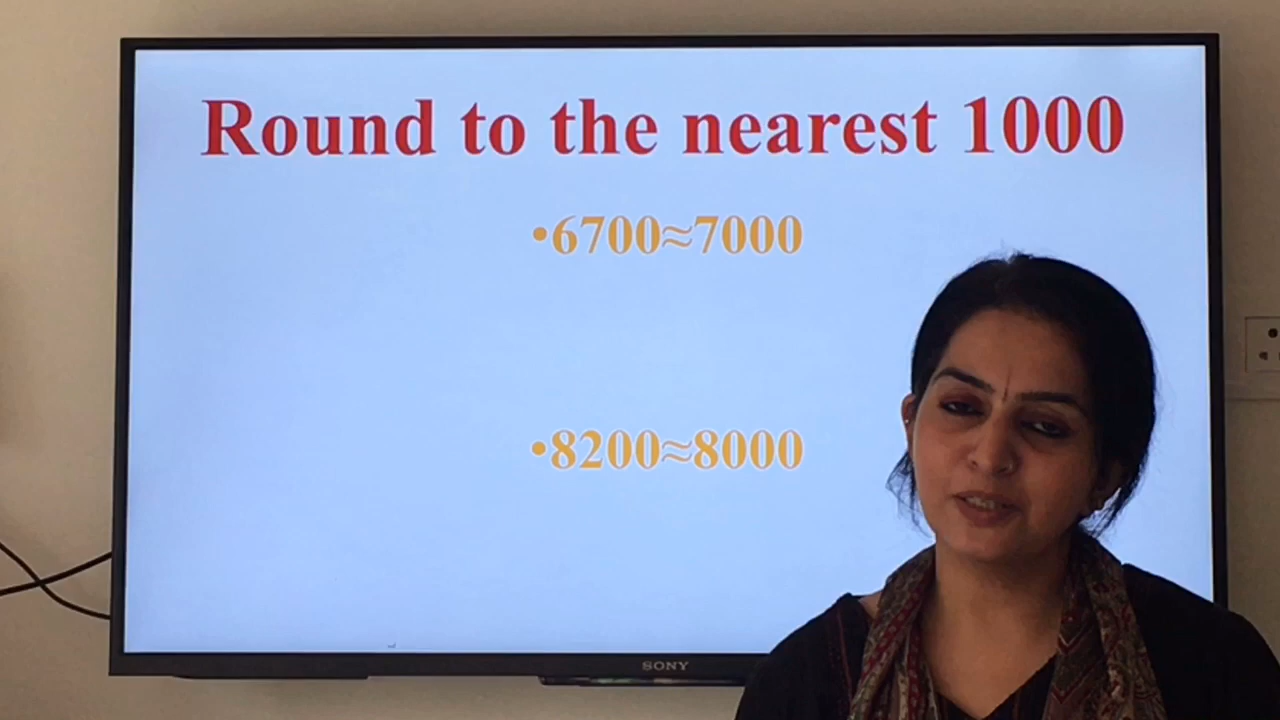 Round to the nearest 1000
•6700≈7000
•8200≈8000
SONY